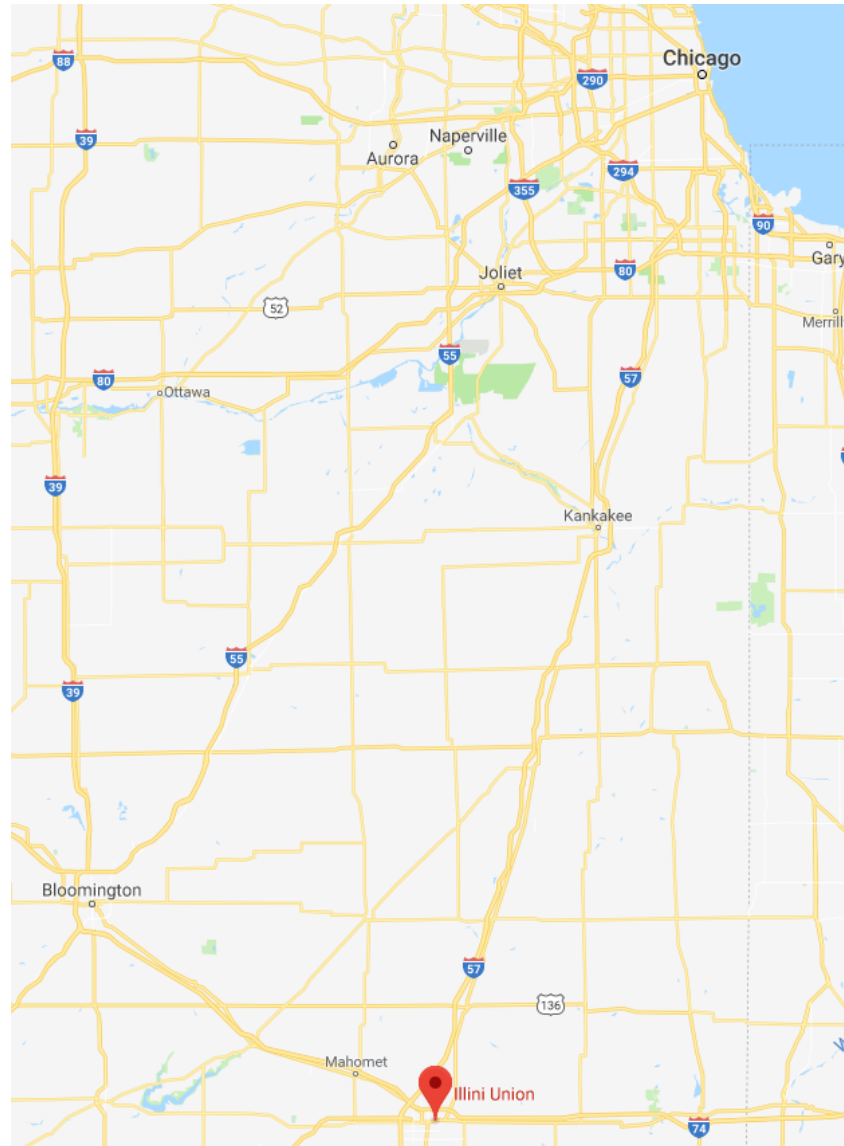 Chicago
88
290
39
Naperville
Aurora
294
355
90
Gary
80
Joliet
52
Merrill
55
57
80
Ottawa
39
Kankakee
55
39
Bloomington
57
136
Mahomet
Illini Union
74